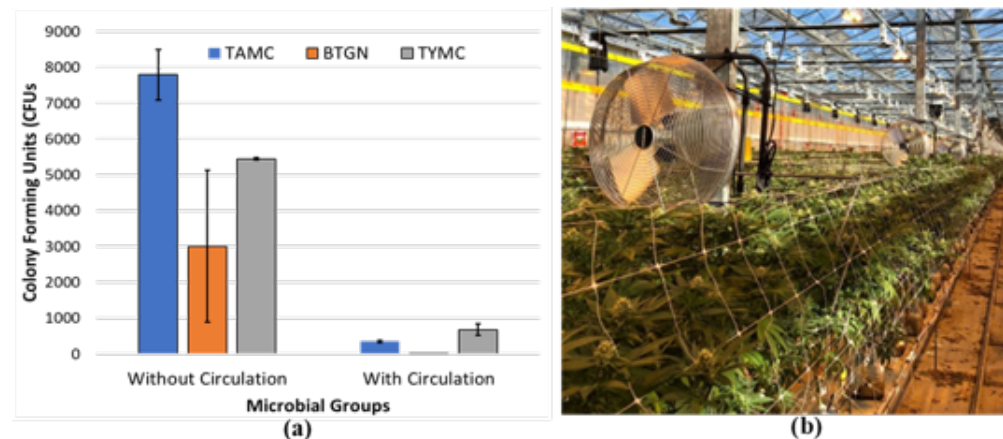 9000
8000
7000
6000
5000
4000
3000
2000
1000
0
Colony Forming Units (CFUs
TAMC BTGN TYMC
Without Circulation With Circulation
Microbial Groups
(a) (b)